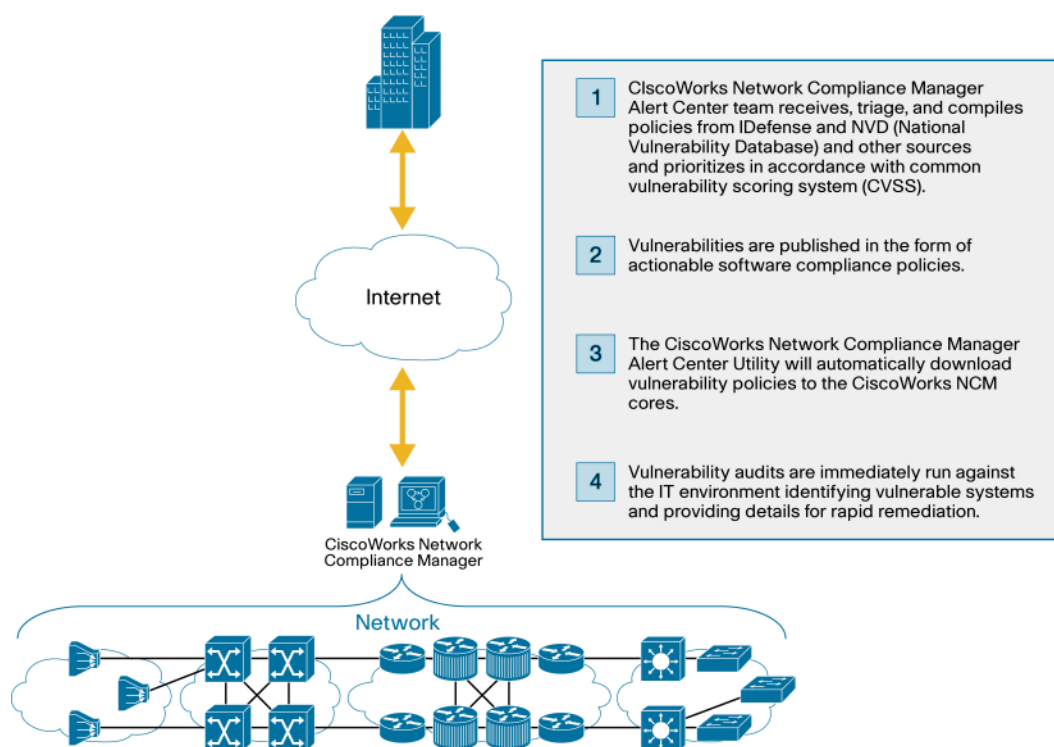 1
CIscoWorks Network Compliance Manager
Alert Center team receives, triage, and compiles
policies from IDefense and NVD (National
Vulnerability Database) and other sources
and prioritizes in accordance with common
vulnerability scoring system (CVSS).
2
Vulnerabilities are published in the form of
actionable software compliance policies.
Internet
3
The CiscoWorks Network Compliance Manager
Alert Center Utility will automatically download
vulnerability policies to the CiscoWorks NCM
cores.
4
Vulnerability audits are immediately run against
the IT environment identifying vulnerable systems
and providing details for rapid remediation.
CiscoWorks Network
Compliance Manager
Network